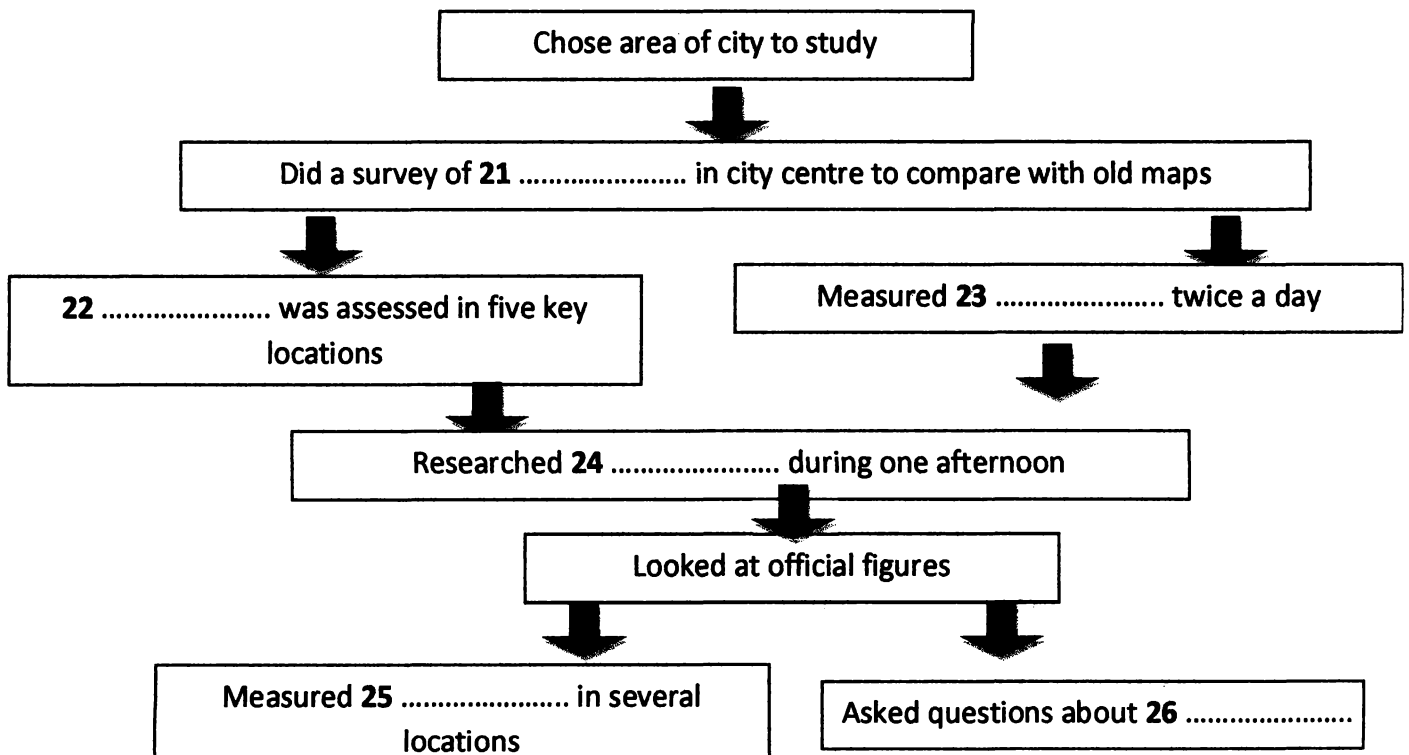 Chose area of city to study
Did a survey of 21 ....................... in city centre to compare with old maps
22 ....................... was assessed in five key
locations
Measured 23 ....................... twice a day
Researched 24 ....................... during one afternoon
Looked at official figures
Measured 25 ....................... in several
locations
Asked questions about 26 .......................